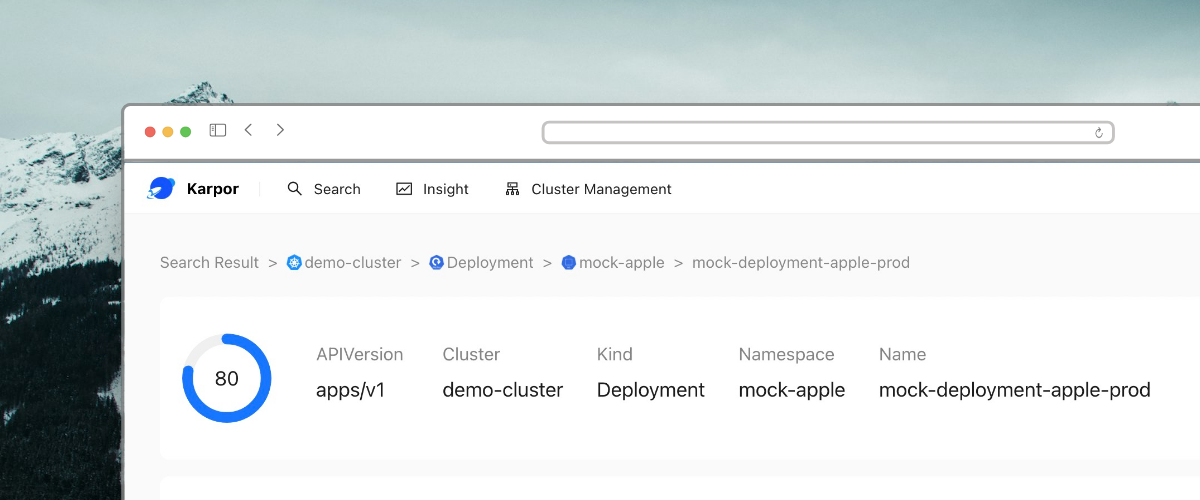 Karpor Search Insight Cluster Management
Search Result > demo-cluster > Deployment > mock-apple > mock-deployment-apple-prod
80
APIVersion Cluster Kind Namespace Name
apps/v1 demo-cluster Deployment mock-apple mock-deployment-apple-prod